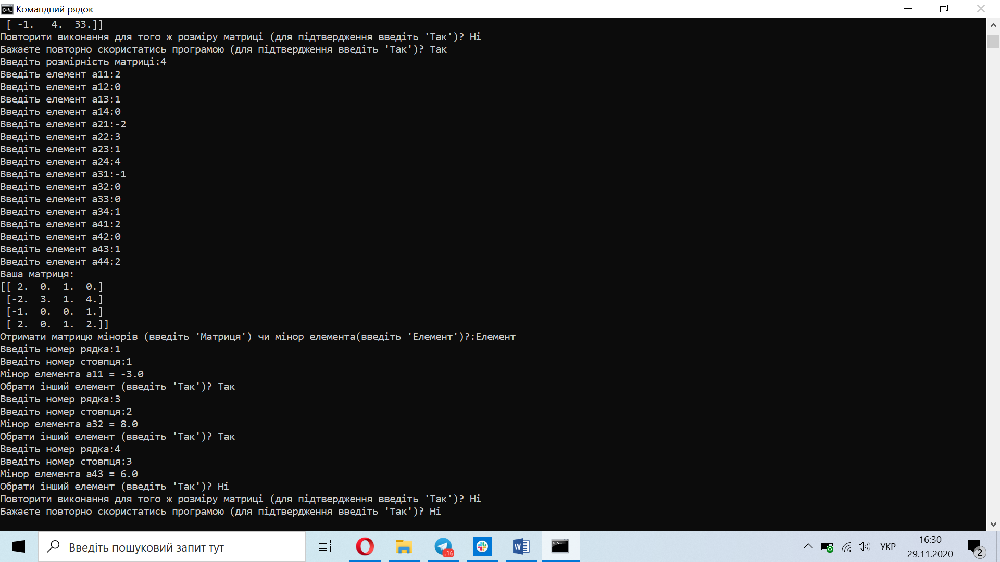 Командний рядок
[ -1.   4.  33.]]
Повторити виконання для того ж розміру матриці (для підтвердження введіть 'Так')? Ні
Бажаєте повторно скористатись програмою (для підтвердження введіть 'Так')? Так
Введіть розмірність матриці:4
Введіть елемент a11:2
Введіть елемент a12:0
Введіть елемент a13:1
Введіть елемент a14:0
Введіть елемент a21:-2
Введіть елемент a22:3
Введіть елемент a23:1
Введіть елемент a24:4
Введіть елемент a31:-1
Введіть елемент a32:0
Введіть елемент a33:0
Введіть елемент a34:1
Введіть елемент a41:2
Введіть елемент a42:0
Введіть елемент a43:1
Введіть елемент a44:2
Ваша матриця:
[[ 2.  0.  1.  0.]
 [-2.  3.  1.  4.]
 [-1.  0.  0.  1.]
 [ 2.  0.  1.  2.]]
Отримати матрицю мінорів (введіть 'Матриця') чи мінор елемента(введіть 'Елемент')?:Елемент
Введіть номер рядка:1
Введіть номер стовпця:1
Мінор елемента a11 = -3.0
Обрати інший елемент (введіть 'Так')? Так
Введіть номер рядка:3
Введіть номер стовпця:2
Мінор елемента a32 = 8.0
Обрати інший елемент (введіть 'Так')? Так
Введіть номер рядка:4
Введіть номер стовпця:3
Мінор елемента a43 = 6.0
Обрати інший елемент (введіть 'Так')? Ні
Повторити виконання для того ж розміру матриці (для підтвердження введіть 'Так')? Ні
Бажаєте повторно скористатись програмою (для підтвердження введіть 'Так')? Ні
Введіть пошуковий запит тут
..16
УКР
16:30
29.11.2020
2